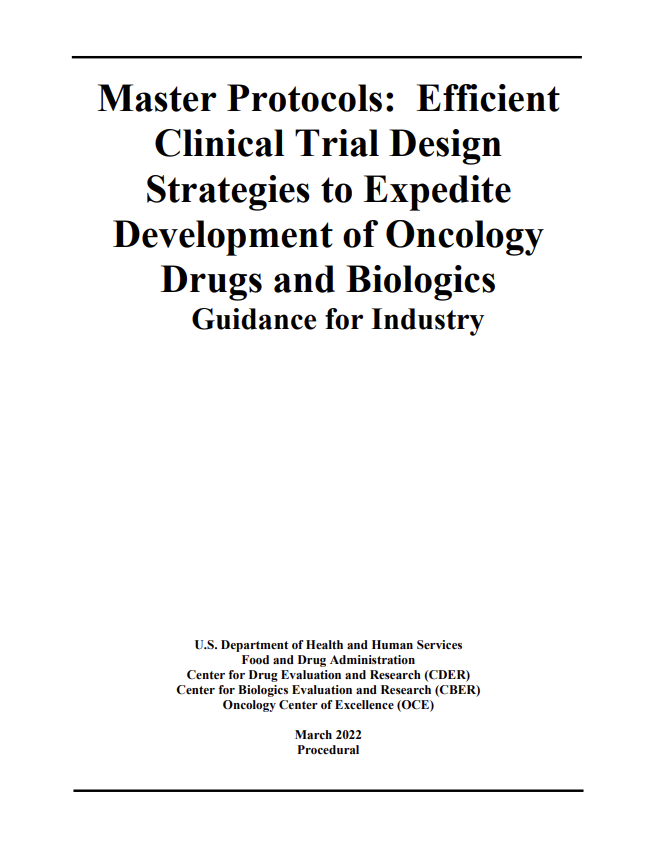 Master Protocols:  Efficient
Clinical Trial Design
Strategies to Expedite
Development of Oncology
Drugs and Biologics
Guidance for Industry
U.S. Department of Health and Human Services
Food and Drug Administration
Center for Drug Evaluation and Research (CDER)
Center for Biologics Evaluation and Research (CBER)
Oncology Center of Excellence (OCE)
March 2022
Procedural